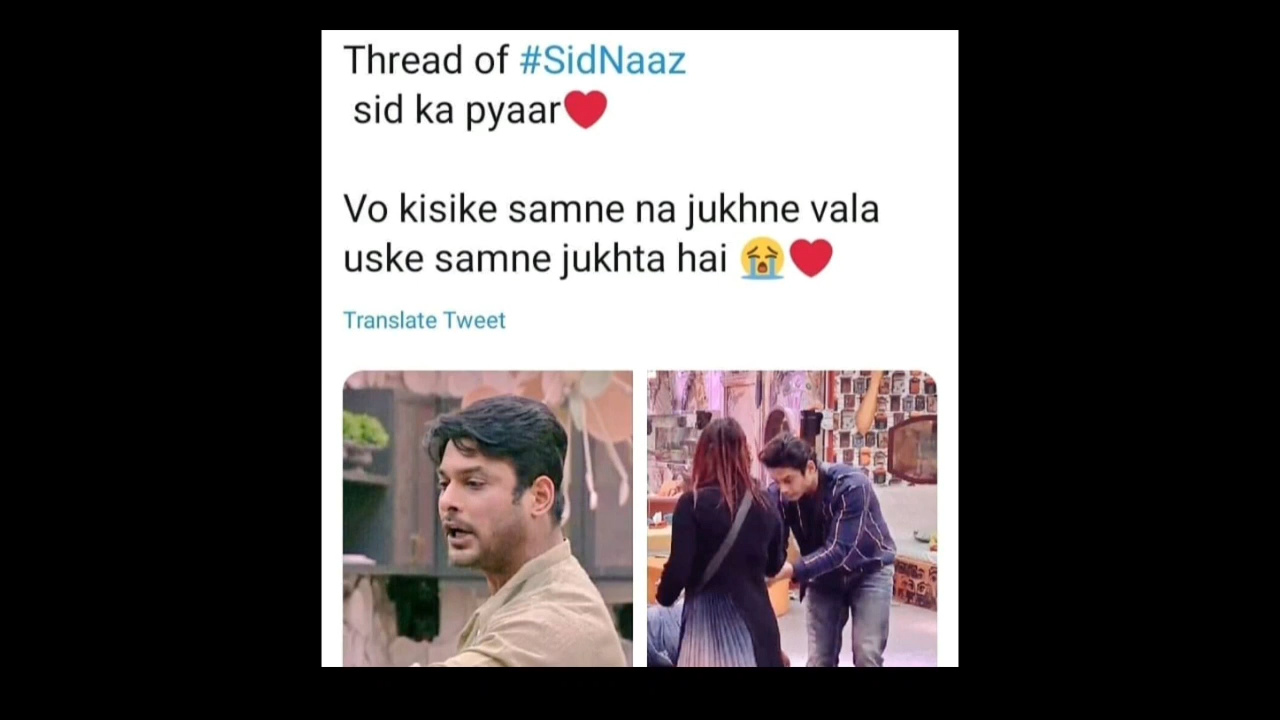 Thread of #SidNaaz
sid ka pyaar❤️
Vo kisike samne na jukhne vala
uske samne jukhta hai 😭❤️
Translate Tweet